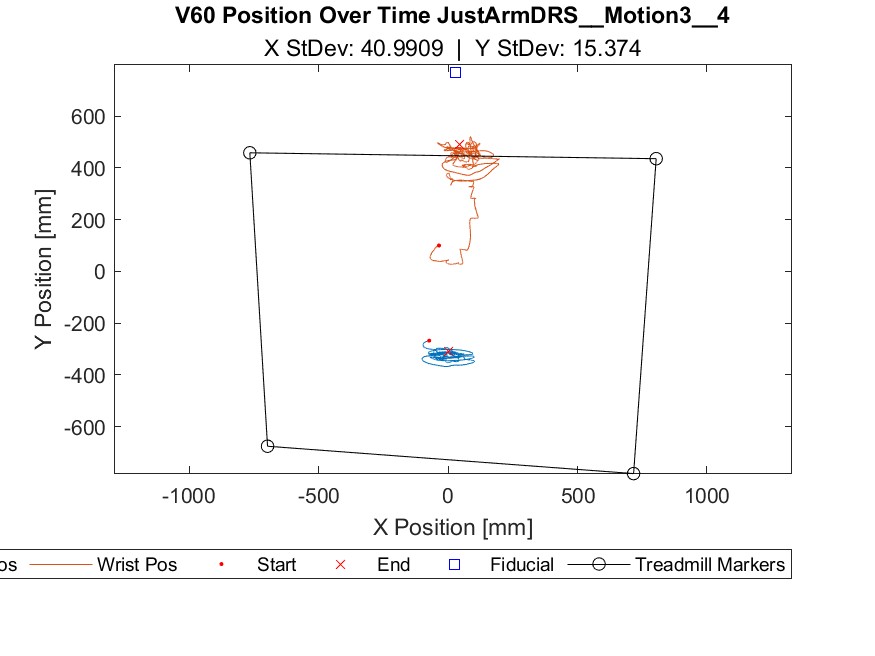 V60 Position Over Time JustArmDRS__Motion3__4
X StDev: 40.9909 | Y StDev: 15.374
600
400
200
0
-200
-400
-600
Y Position [mm]
-1000 -500 0 500 1000
X Position [mm]
os Wrist Pos Start End Fiducial Treadmill Markers